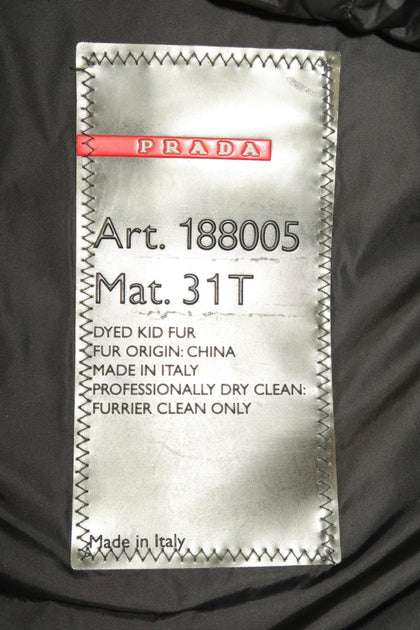 PRADA
Art. 188005
Mat. 31T
DYED KID FUR
FUR ORIGIN: CHINA
MADE IN ITALY
PROFESSIONALLY DRY CLEAN:
FURRIER CLEAN ONLY
Made in Italy